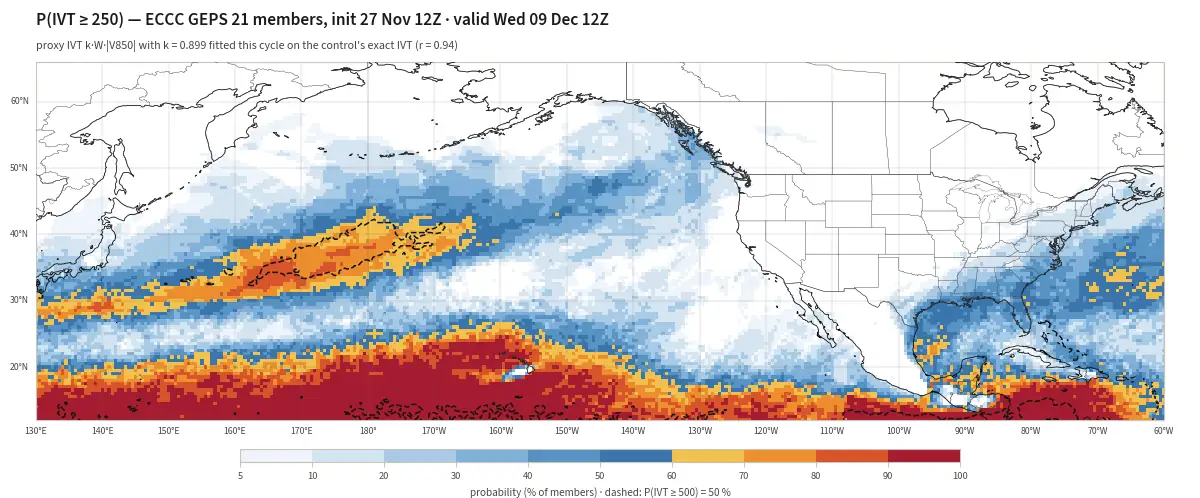 P(IVT ≥ 250) — ECCC GEPS 21 members, init 27 Nov 12Z · valid Wed 09 Dec 12Z
proxy IVT k·W·|V850| with k = 0.899 fitted this cycle on the control's exact IVT (r = 0.94)
60°N
50°N
40°N
30°N
20°N
130°E 140°E 150°E 160°E 170°E 180° 170°W 160°W 150°W 140°W 130°W 120°W 110°W 100°W 90°W 80°W 70°W 60°W
5 10 20 30 40 50 60 70 80 90 100
probability (% of members) · dashed: P(IVT ≥ 500) = 50 %